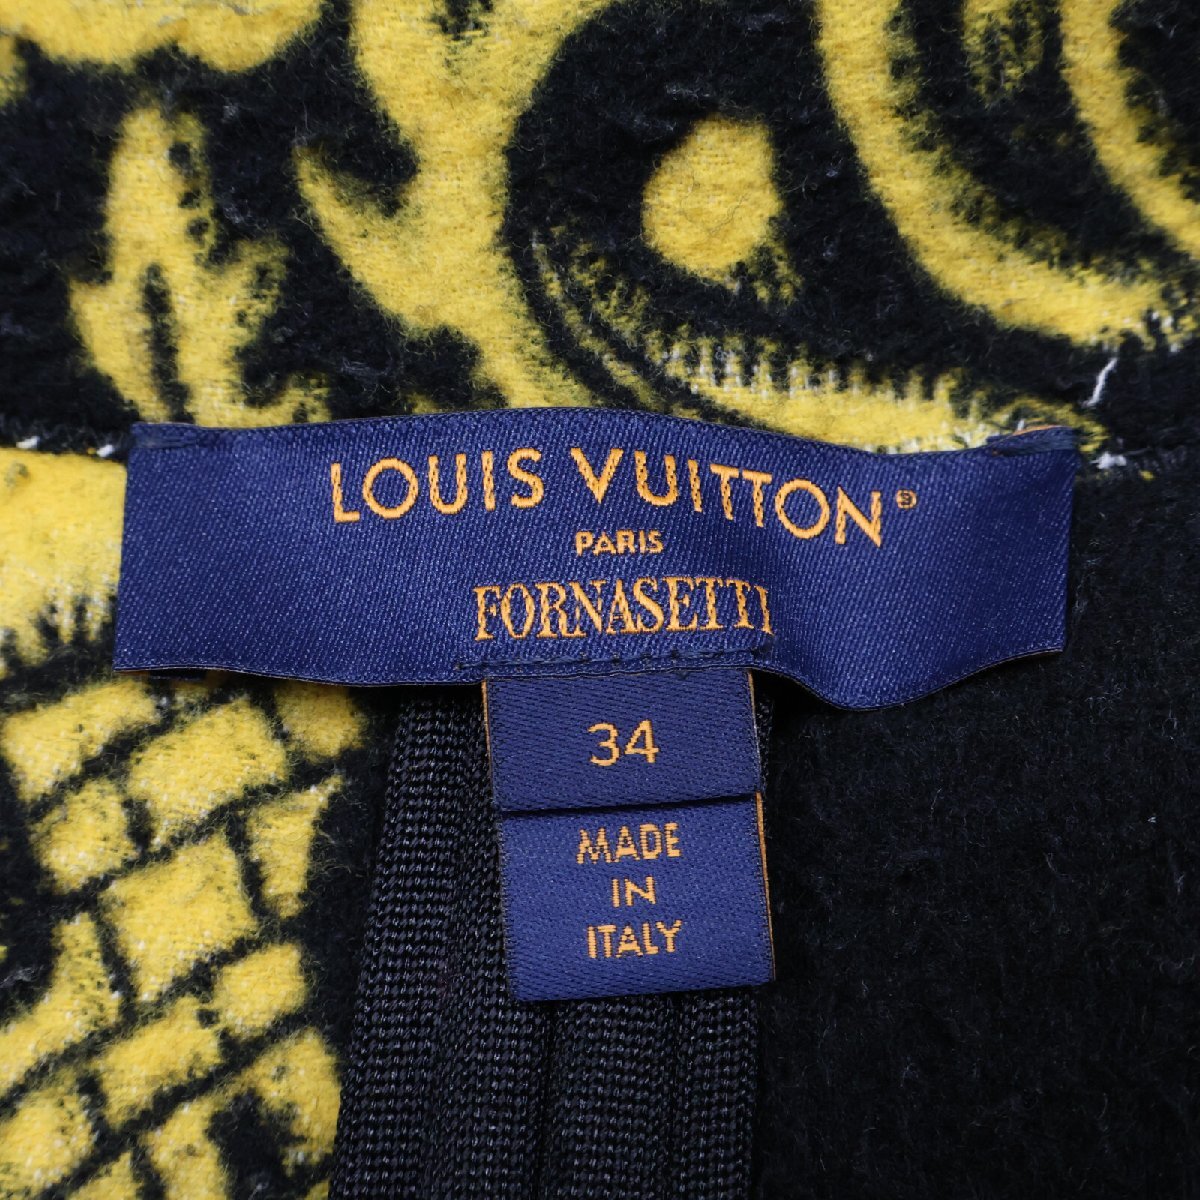 LOUIS VUITTON®
PARIS
FORNASETTI
34
MADE
IN
ITALY